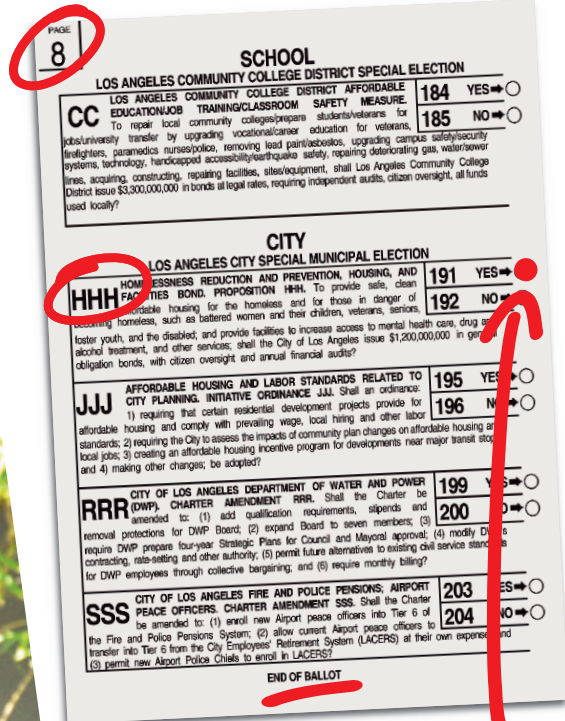 PAGE
8
SCHOOL
LOS ANGELES COMMUNITY COLLEGE DISTRICT SPECIAL ELECTION
CC LOS ANGELES COMMUNITY COLLEGE DISTRICT AFFORDABLE
EDUCATION/JOB TRAINING/CLASSROOM SAFETY MEASURE.
To repair local community colleges/prepare students/veterans for
jobs/university transfer by upgrading vocational/career education for veterans,
firefighters, paramedics nurses/police, removing lead paint/asbestos, upgrading campus safety/security
systems, technology, handicapped accessibility/earthquake safety, repairing deteriorating gas, water/sewer
lines, acquiring, constructing, repairing facilities, sites/equipment, shall Los Angeles Community College
District issue $3,300,000,000 in bonds at legal rates, requiring independent audits, citizen oversight, all funds
used locally?
184 YES
185 NO
CITY
LOS ANGELES CITY SPECIAL MUNICIPAL ELECTION
HHH HOMELESSNESS REDUCTION AND PREVENTION, HOUSING, AND
FACILITIES BOND. PROPOSITION HHH. To provide safe, clean
affordable housing for the homeless and for those in danger of
becoming homeless, such as battered women and their children, veterans, seniors,
foster youth, and the disabled; and provide facilities to increase access to mental health care, drug and
alcohol treatment, and other services; shall the City of Los Angeles issue $1,200,000,000 in general
obligation bonds, with citizen oversight and annual financial audits?
191 YES
192 NO
JJJ AFFORDABLE HOUSING AND LABOR STANDARDS RELATED TO
CITY PLANNING. INITIATIVE ORDINANCE JJJ. Shall an ordinance:
1) requiring that certain residential development projects provide for
affordable housing and comply with prevailing wage, local hiring and other labor
standards; 2) requiring the City to assess the impacts of community plan changes on affordable housing and
local jobs; 3) creating an affordable housing incentive program for developments near major transit stops;
and 4) making other changes; be adopted?
195 YES
196 NO
RRR CITY OF LOS ANGELES DEPARTMENT OF WATER AND POWER
(DWP). CHARTER AMENDMENT RRR. Shall the Charter be
amended to: (1) add qualification requirements, stipends and
removal protections for DWP Board; (2) expand Board to seven members; (3)
require DWP prepare four-year Strategic Plans for Council and Mayoral approval; (4) modify DWP's
contracting, rate-setting and other authority; (5) permit future alternatives to existing civil service standards
for DWP employees through collective bargaining; and (6) require monthly billing?
199 YES
200 NO
SSS CITY OF LOS ANGELES FIRE AND POLICE PENSIONS; AIRPORT
PEACE OFFICERS. CHARTER AMENDMENT SSS. Shall the Charter
be amended to: (1) enroll new Airport peace officers into Tier 6 of
the Fire and Police Pensions System; (2) allow current Airport peace officers to
transfer into Tier 6 from the City Employees' Retirement System (LACERS) at their own expense; and
(3) permit new Airport Police Chiefs to enroll in LACERS?
203 YES
204 NO
END OF BALLOT